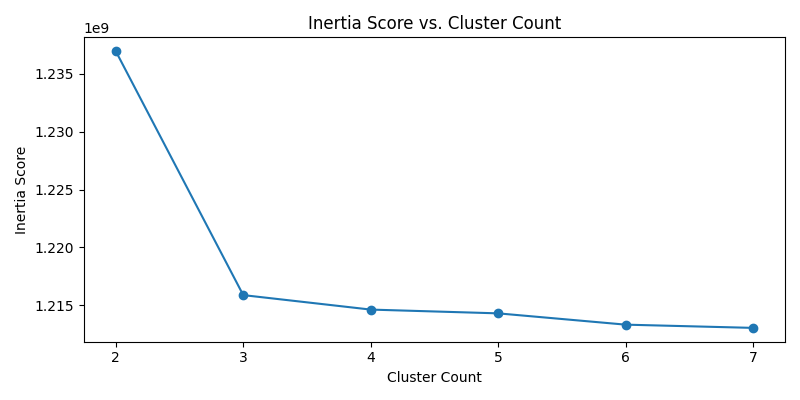 Inertia Score vs. Cluster Count
1e9
1.235
1.230
1.225
1.220
1.215
Inertia Score
2 3 4 5 6 7
Cluster Count